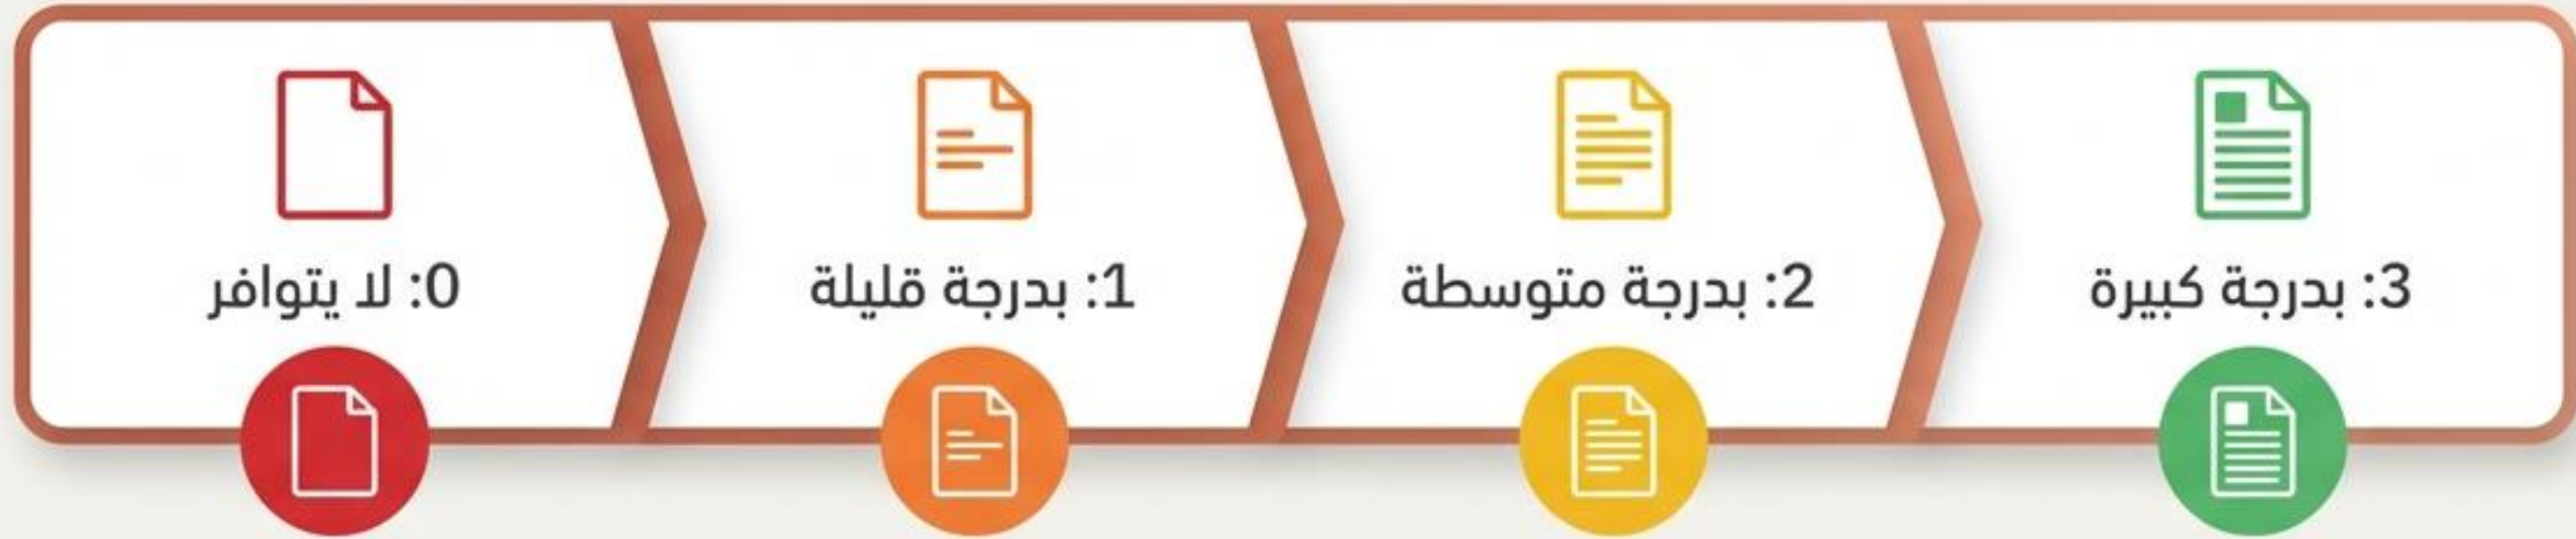 0: لا يتوافر
1: بدرجة قليلة
2: بدرجة متوسطة
3: بدرجة كبيرة